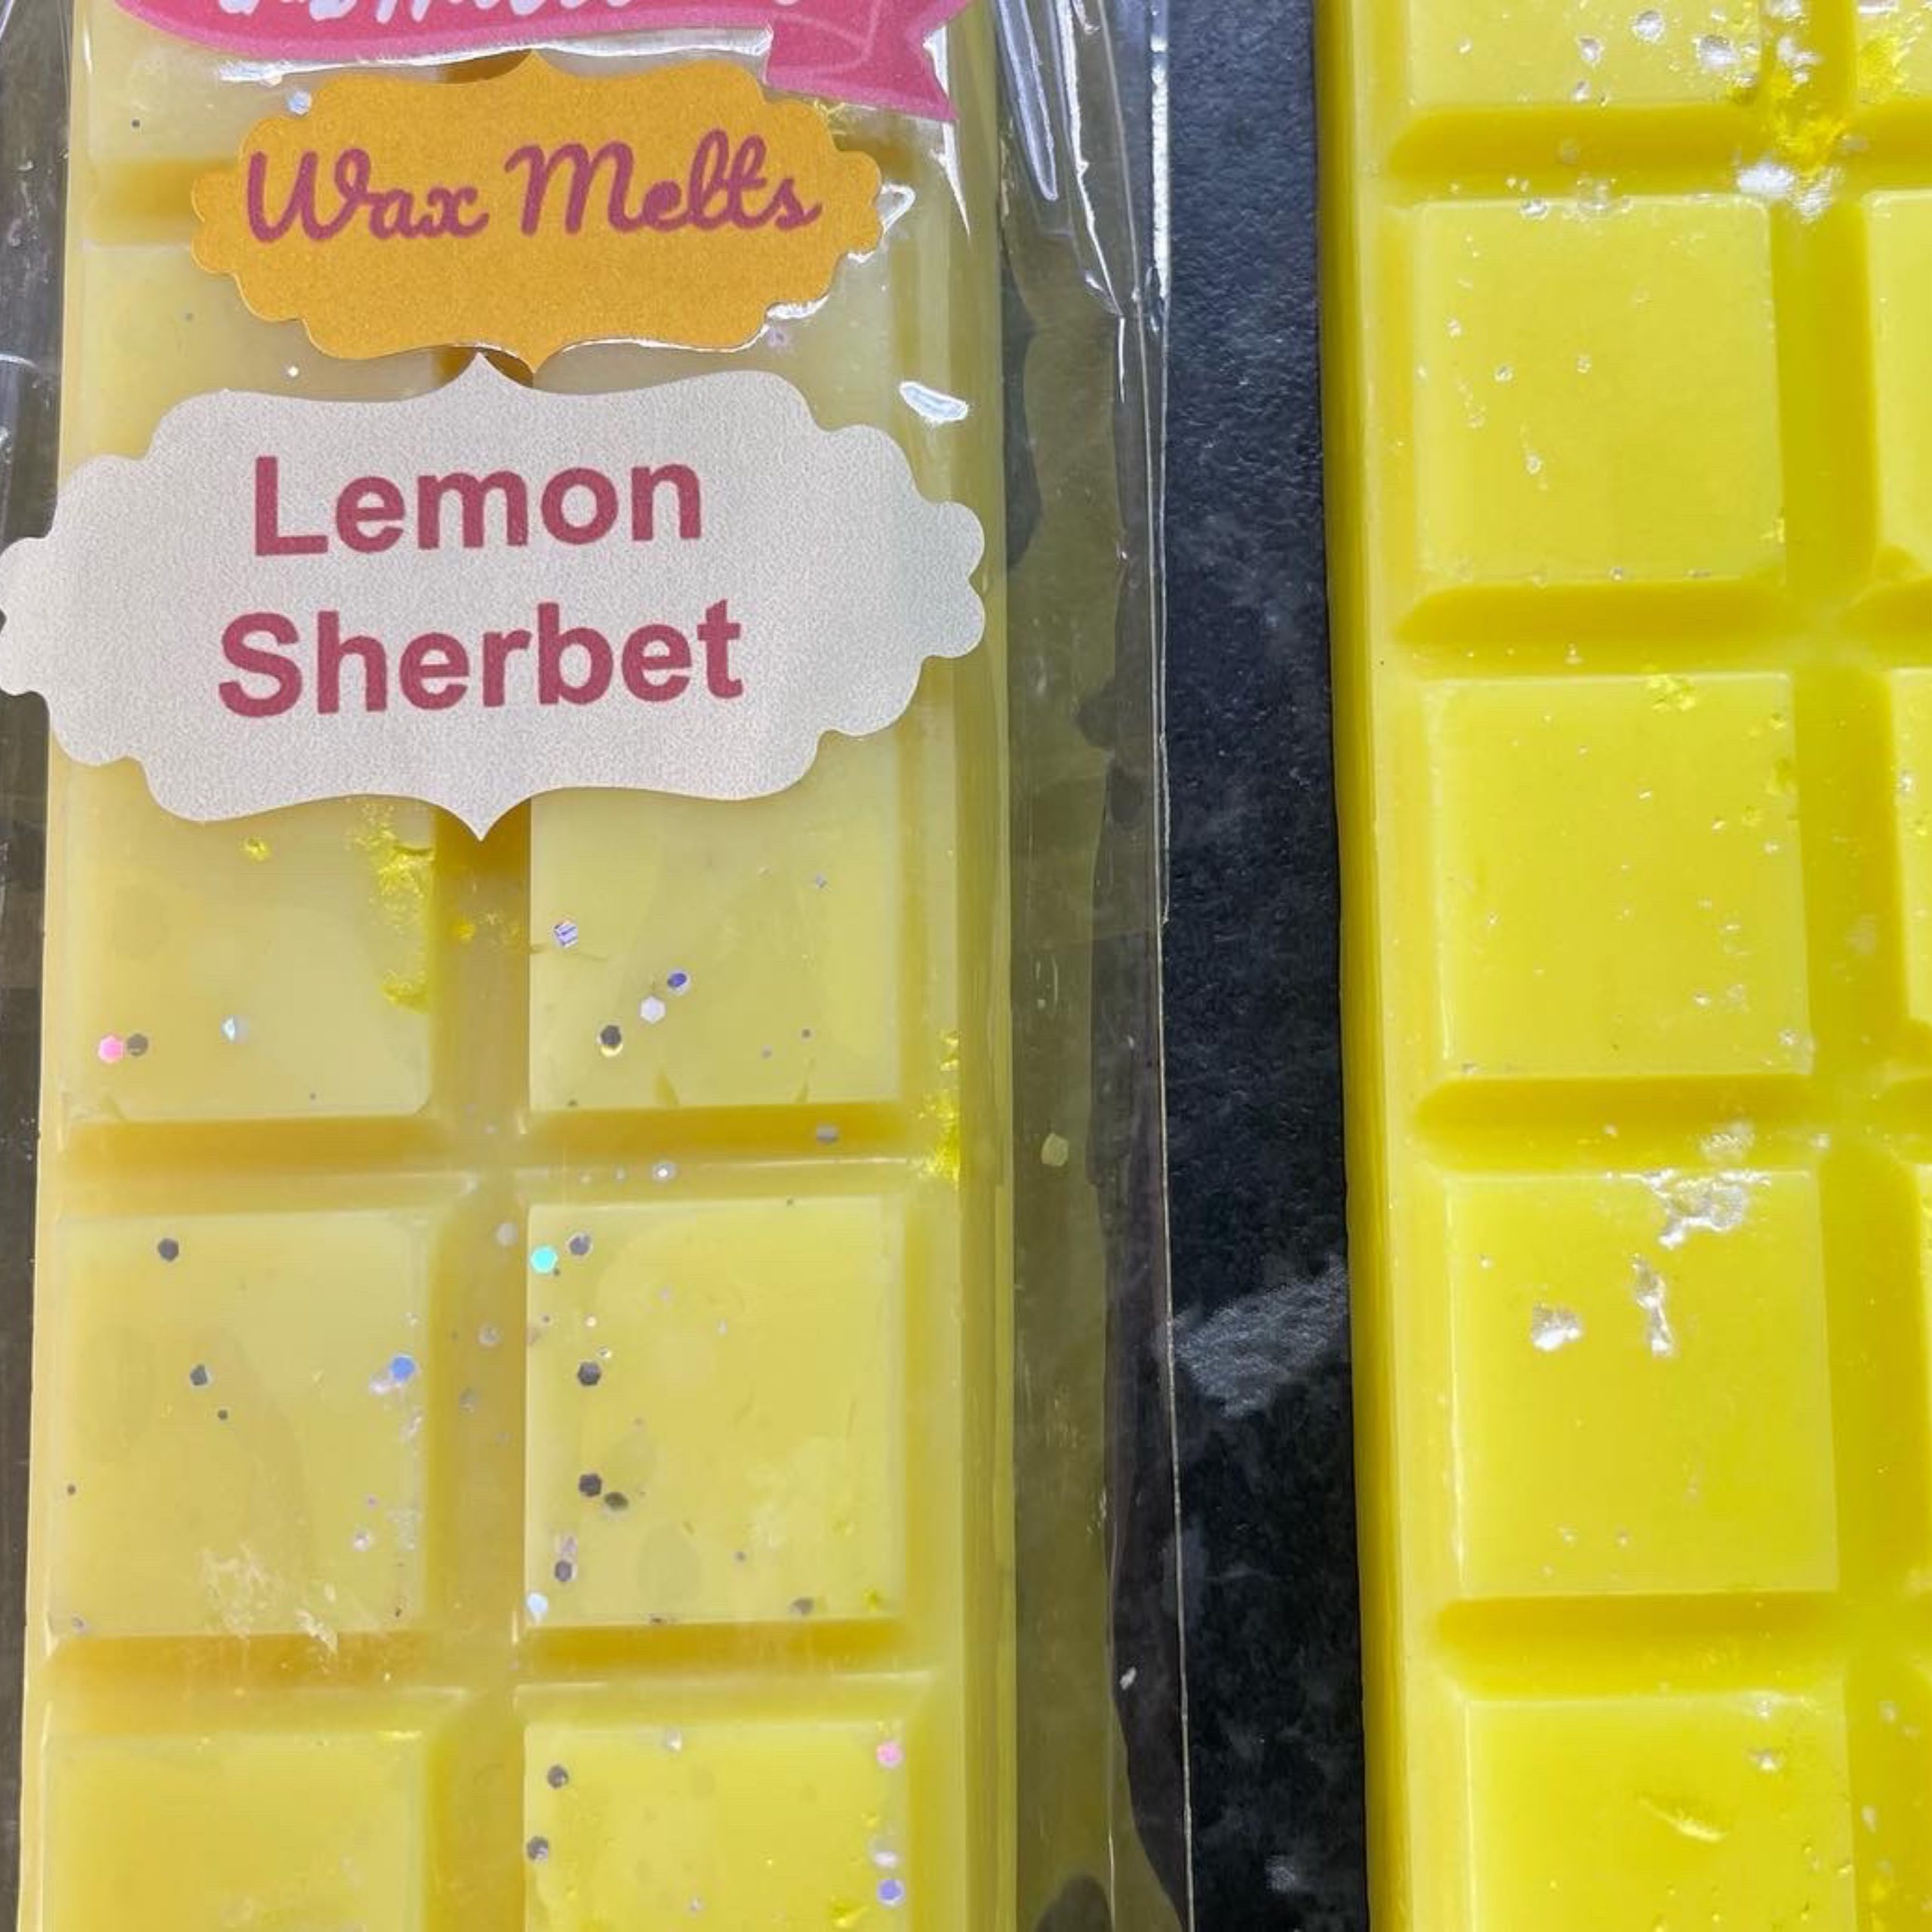 Wax Melts
Lemon
Sherbet